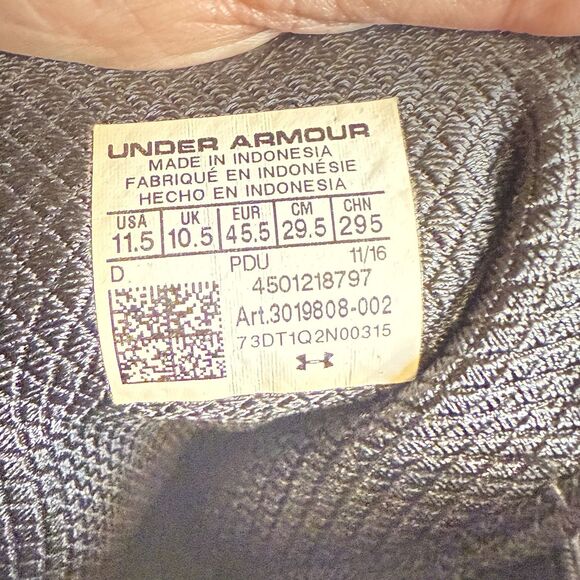 UNDER ARMOUR
MADE IN INDONESIA
FABRIQUÉ EN INDONÉSIE
HECHO EN INDONESIA
USA UK EUR CM CHN
11.5 10.5 45.5 29.5 295
D PDU 11/16
4501218797
Art.3019808-002
73DT1Q2N00315